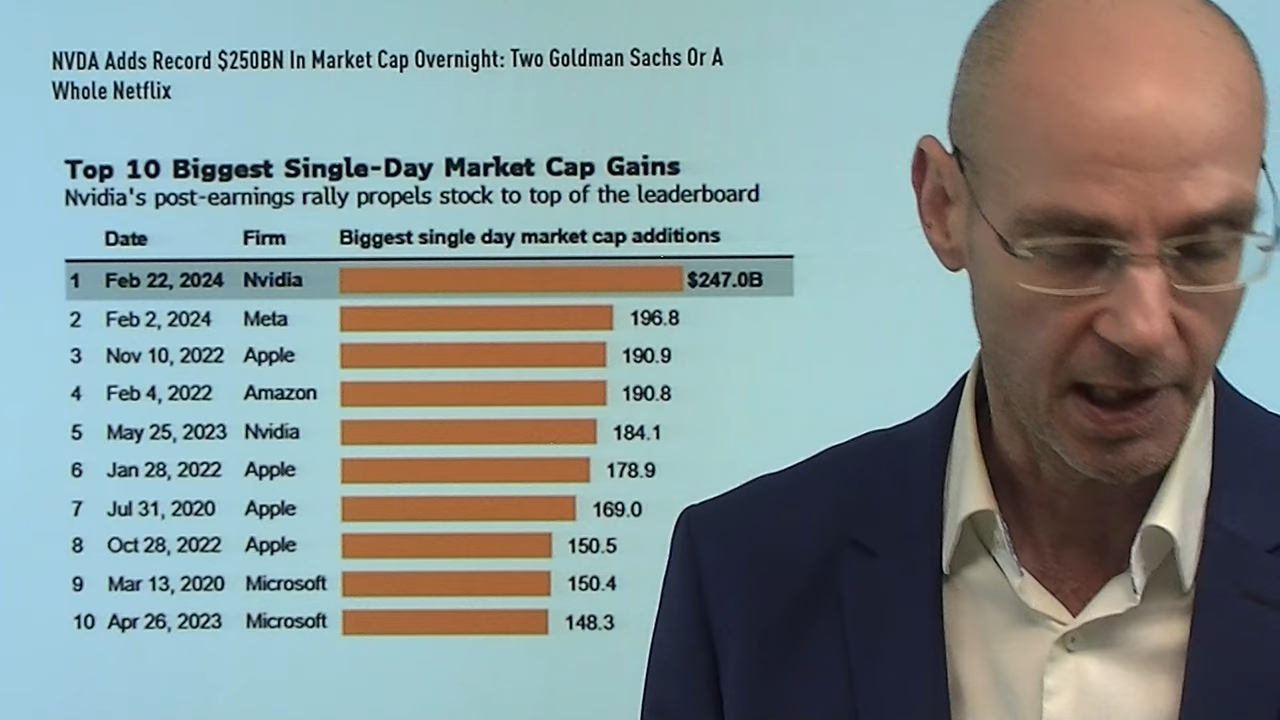 NVDA Adds Record $250BN In Market Cap Overnight: Two Goldman Sachs Or A
Whole Netflix
Top 10 Biggest Single-Day Market Cap Gains
Nvidia's post-earnings rally propels stock to top of the leaderboard
Date Firm Biggest single day market cap additions
1 Feb 22, 2024 Nvidia $247.0B
2 Feb 2, 2024 Meta 196.8
3 Nov 10, 2022 Apple 190.9
4 Feb 4, 2022 Amazon 190.8
5 May 25, 2023 Nvidia 184.1
6 Jan 28, 2022 Apple 178.9
7 Jul 31, 2020 Apple 169.0
8 Oct 28, 2022 Apple 150.5
9 Mar 13, 2020 Microsoft 150.4
10 Apr 26, 2023 Microsoft 148.3